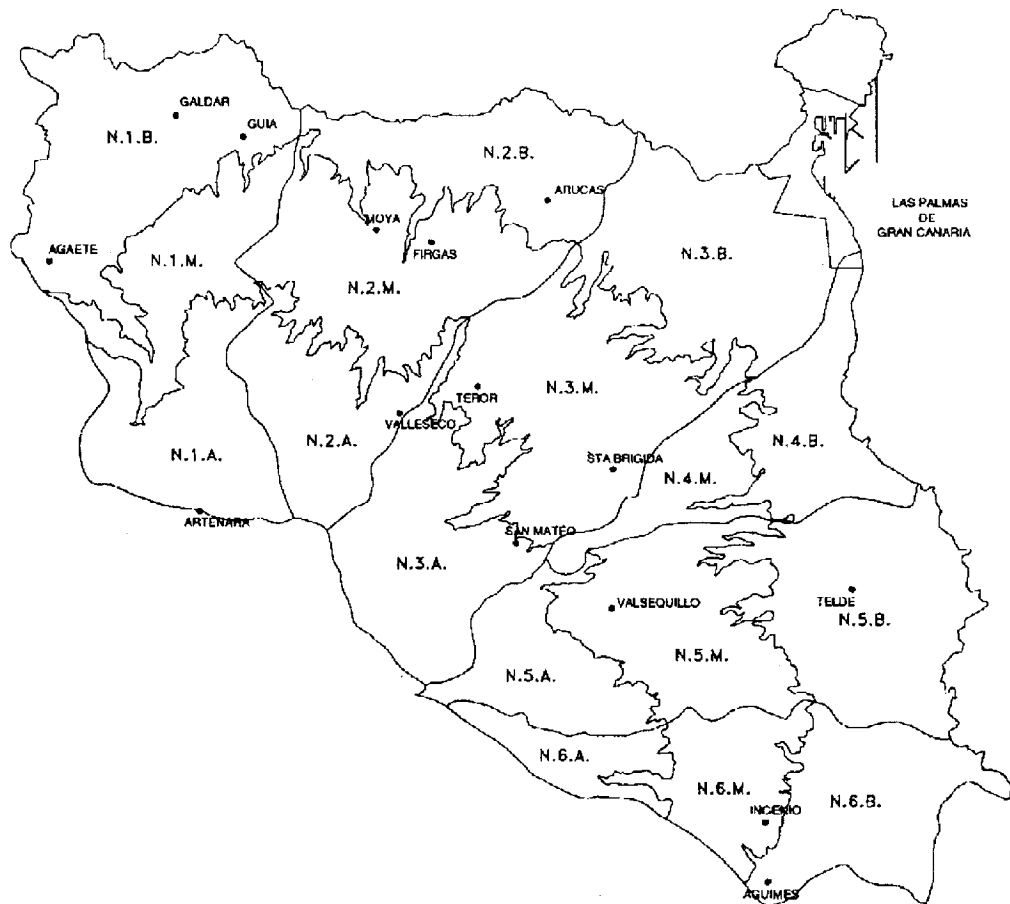 GALDAR
GUIA
N.1.B.
N.2.B.
ARUCAS
LAS PALMAS
DE
GRAN CANARIA
MOYA
FIRGAS
AGAETE
N.1.M.
N.3.B.
N.2.M.
TEROR
N.3.M.
VALLESECO
N.2.A.
N.4.B.
N.1.A.
STA BRIGIDA
N.4.M.
ARTENARA
SAN MATEO
N.3.A.
VALSEQUILLO
TELDE
N.5.B.
N.5.M.
N.5.A.
N.6.A.
N.6.M.
N.6.B.
INGENIO
AGUIMES